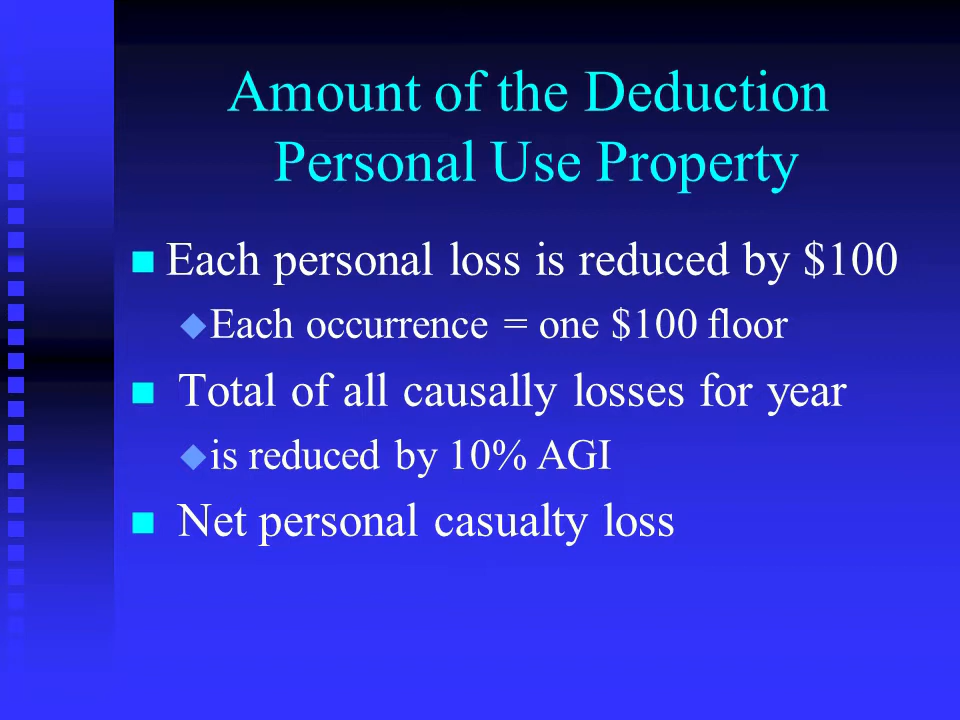 Amount of the Deduction
Personal Use Property
Each personal loss is reduced by $100
Each occurrence = one $100 floor
Total of all causally losses for year
is reduced by 10% AGI
Net personal casualty loss